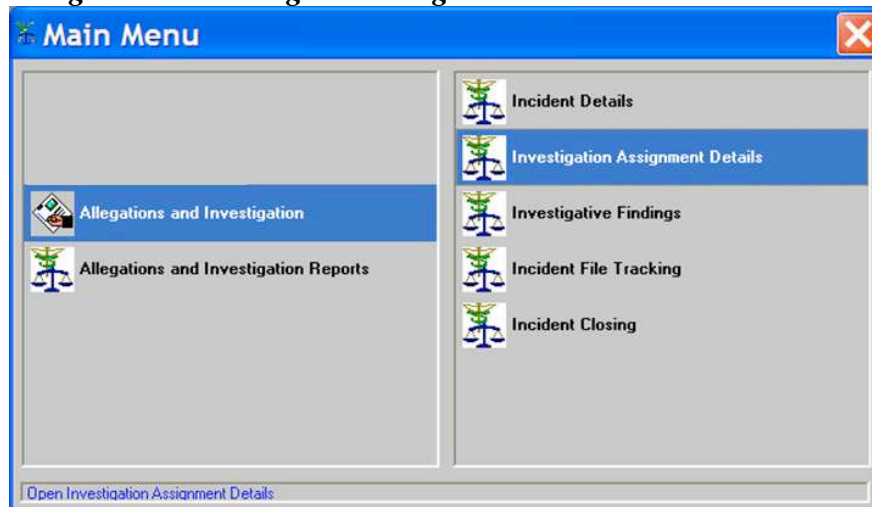 Main Menu
Allegations and Investigation
Allegations and Investigation Reports
Incident Details
Investigation Assignment Details
Investigative Findings
Incident File Tracking
Incident Closing
Open Investigation Assignment Details